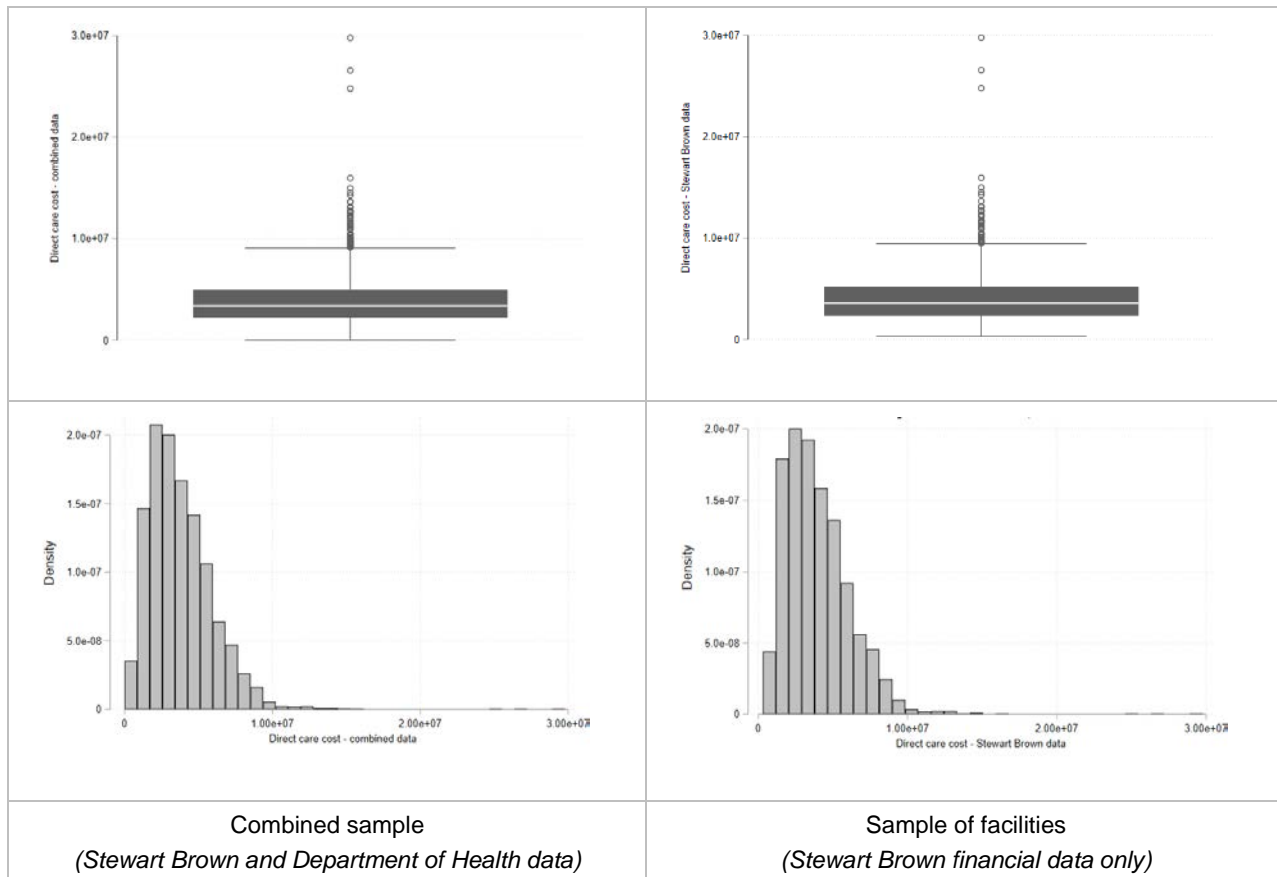 3.0e+07
2.0e+07
1.0e+07
0
Direct care cost - combined data
3.0e+07
2.0e+07
1.0e+07
0
Direct care cost - Stewart Brown data
2.0e-07
1.5e-07
1.0e-07
5.0e-08
0
Density
0
1.00e+07
2.00e+07
3.00e+07
Direct care cost - combined data
2.0e-07
1.5e-07
1.0e-07
5.0e-08
0
Density
0
1.00e+07
2.00e+07
3.00e+07
Direct care cost - Stewart Brown data
Combined sample
(Stewart Brown and Department of Health data)
Sample of facilities
(Stewart Brown financial data only)